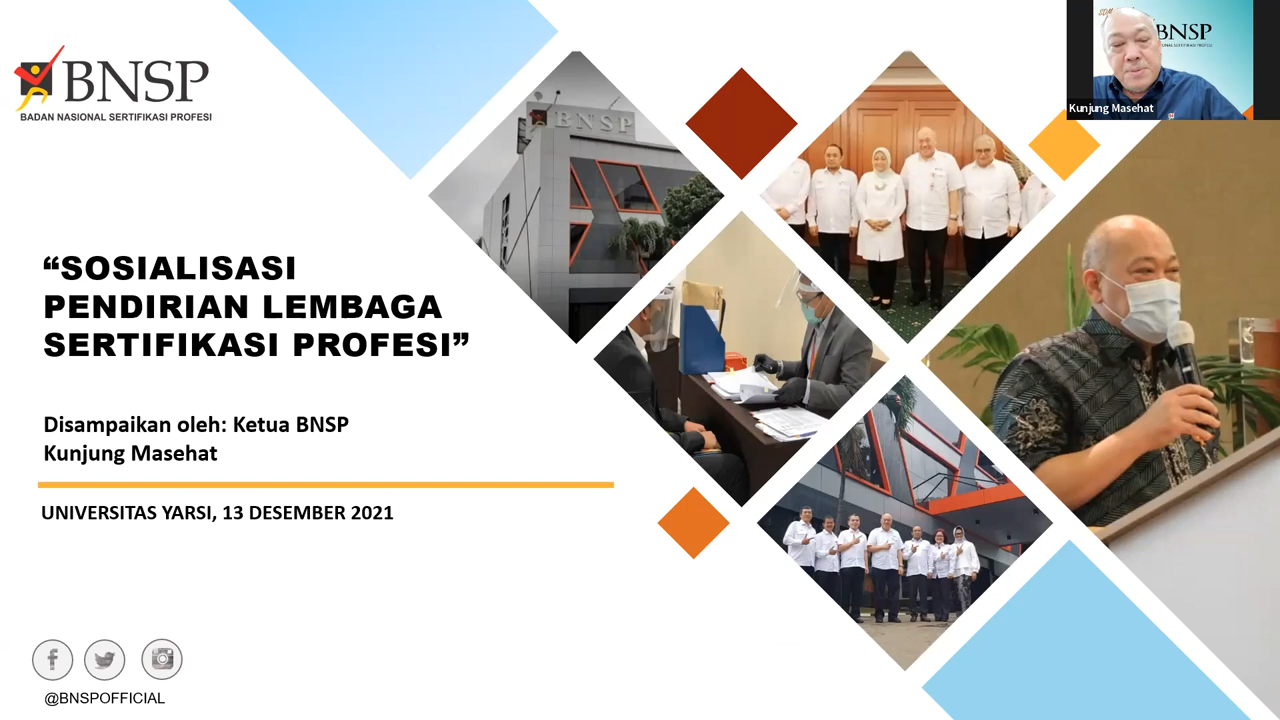 BNSP
BADAN NASIONAL SERTIFIKASI PROFESI
BNSP
BNSP
Kunjung Masehat
“SOSIALISASI
PENDIRIAN LEMBAGA
SERTIFIKASI PROFESI”
Disampaikan oleh: Ketua BNSP
Kunjung Masehat
UNIVERSITAS YARSI, 13 DESEMBER 2021
@BNSPOFFICIAL